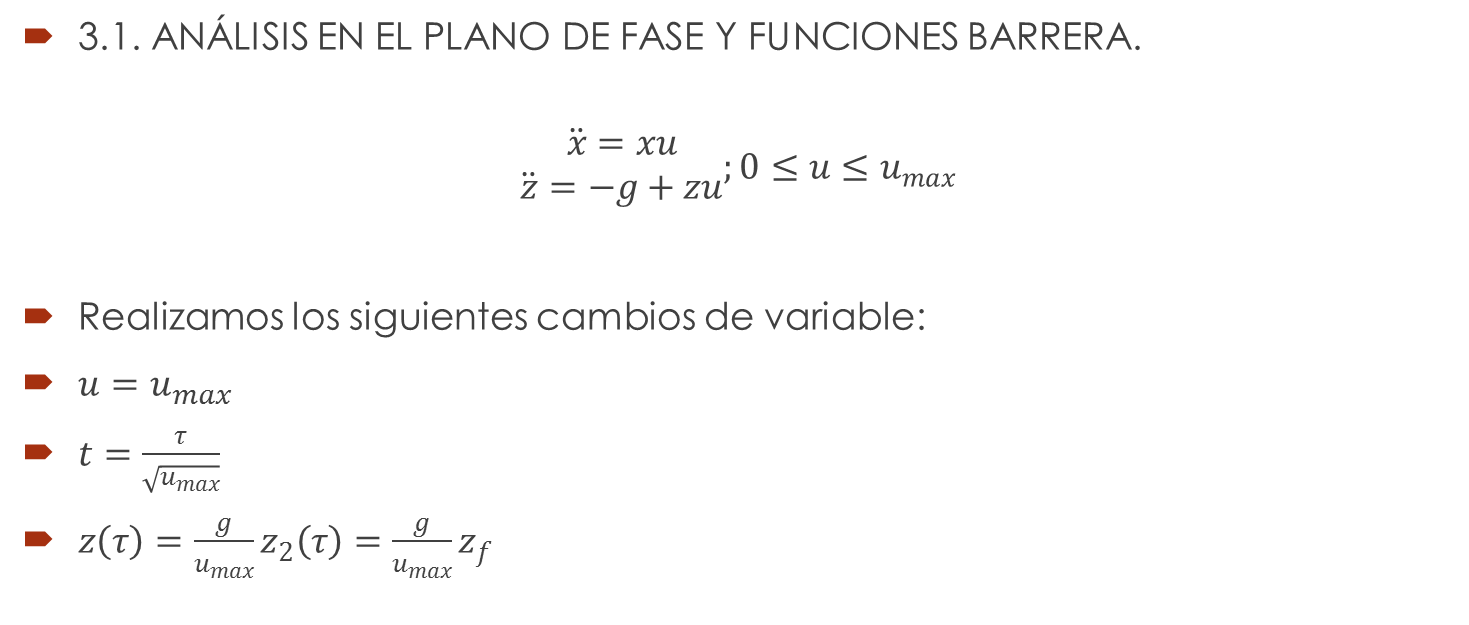 3.1. ANÁLISIS EN EL PLANO DE FASE Y FUNCIONES BARRERA.
ẍ = xu
z̈ = −g + zu ; 0 ≤ u ≤ u_max
Realizamos los siguientes cambios de variable:
u = u_max
t = τ/√u_max
z(τ) = g/u_max z₂(τ) = g/u_max z_f